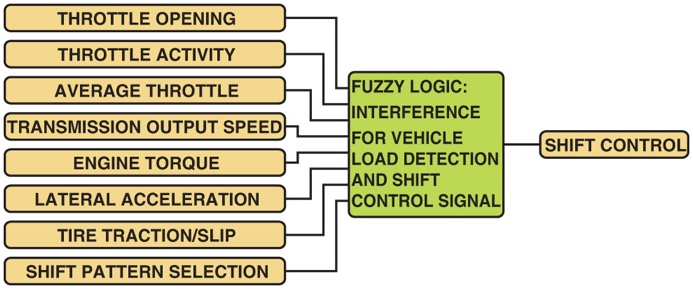 THROTTLE OPENING
THROTTLE ACTIVITY
AVERAGE THROTTLE
TRANSMISSION OUTPUT SPEED
ENGINE TORQUE
LATERAL ACCELERATION
TIRE TRACTION/SLIP
SHIFT PATTERN SELECTION
FUZZY LOGIC:
INTERFERENCE
FOR VEHICLE
LOAD DETECTION
AND SHIFT
CONTROL SIGNAL
SHIFT CONTROL